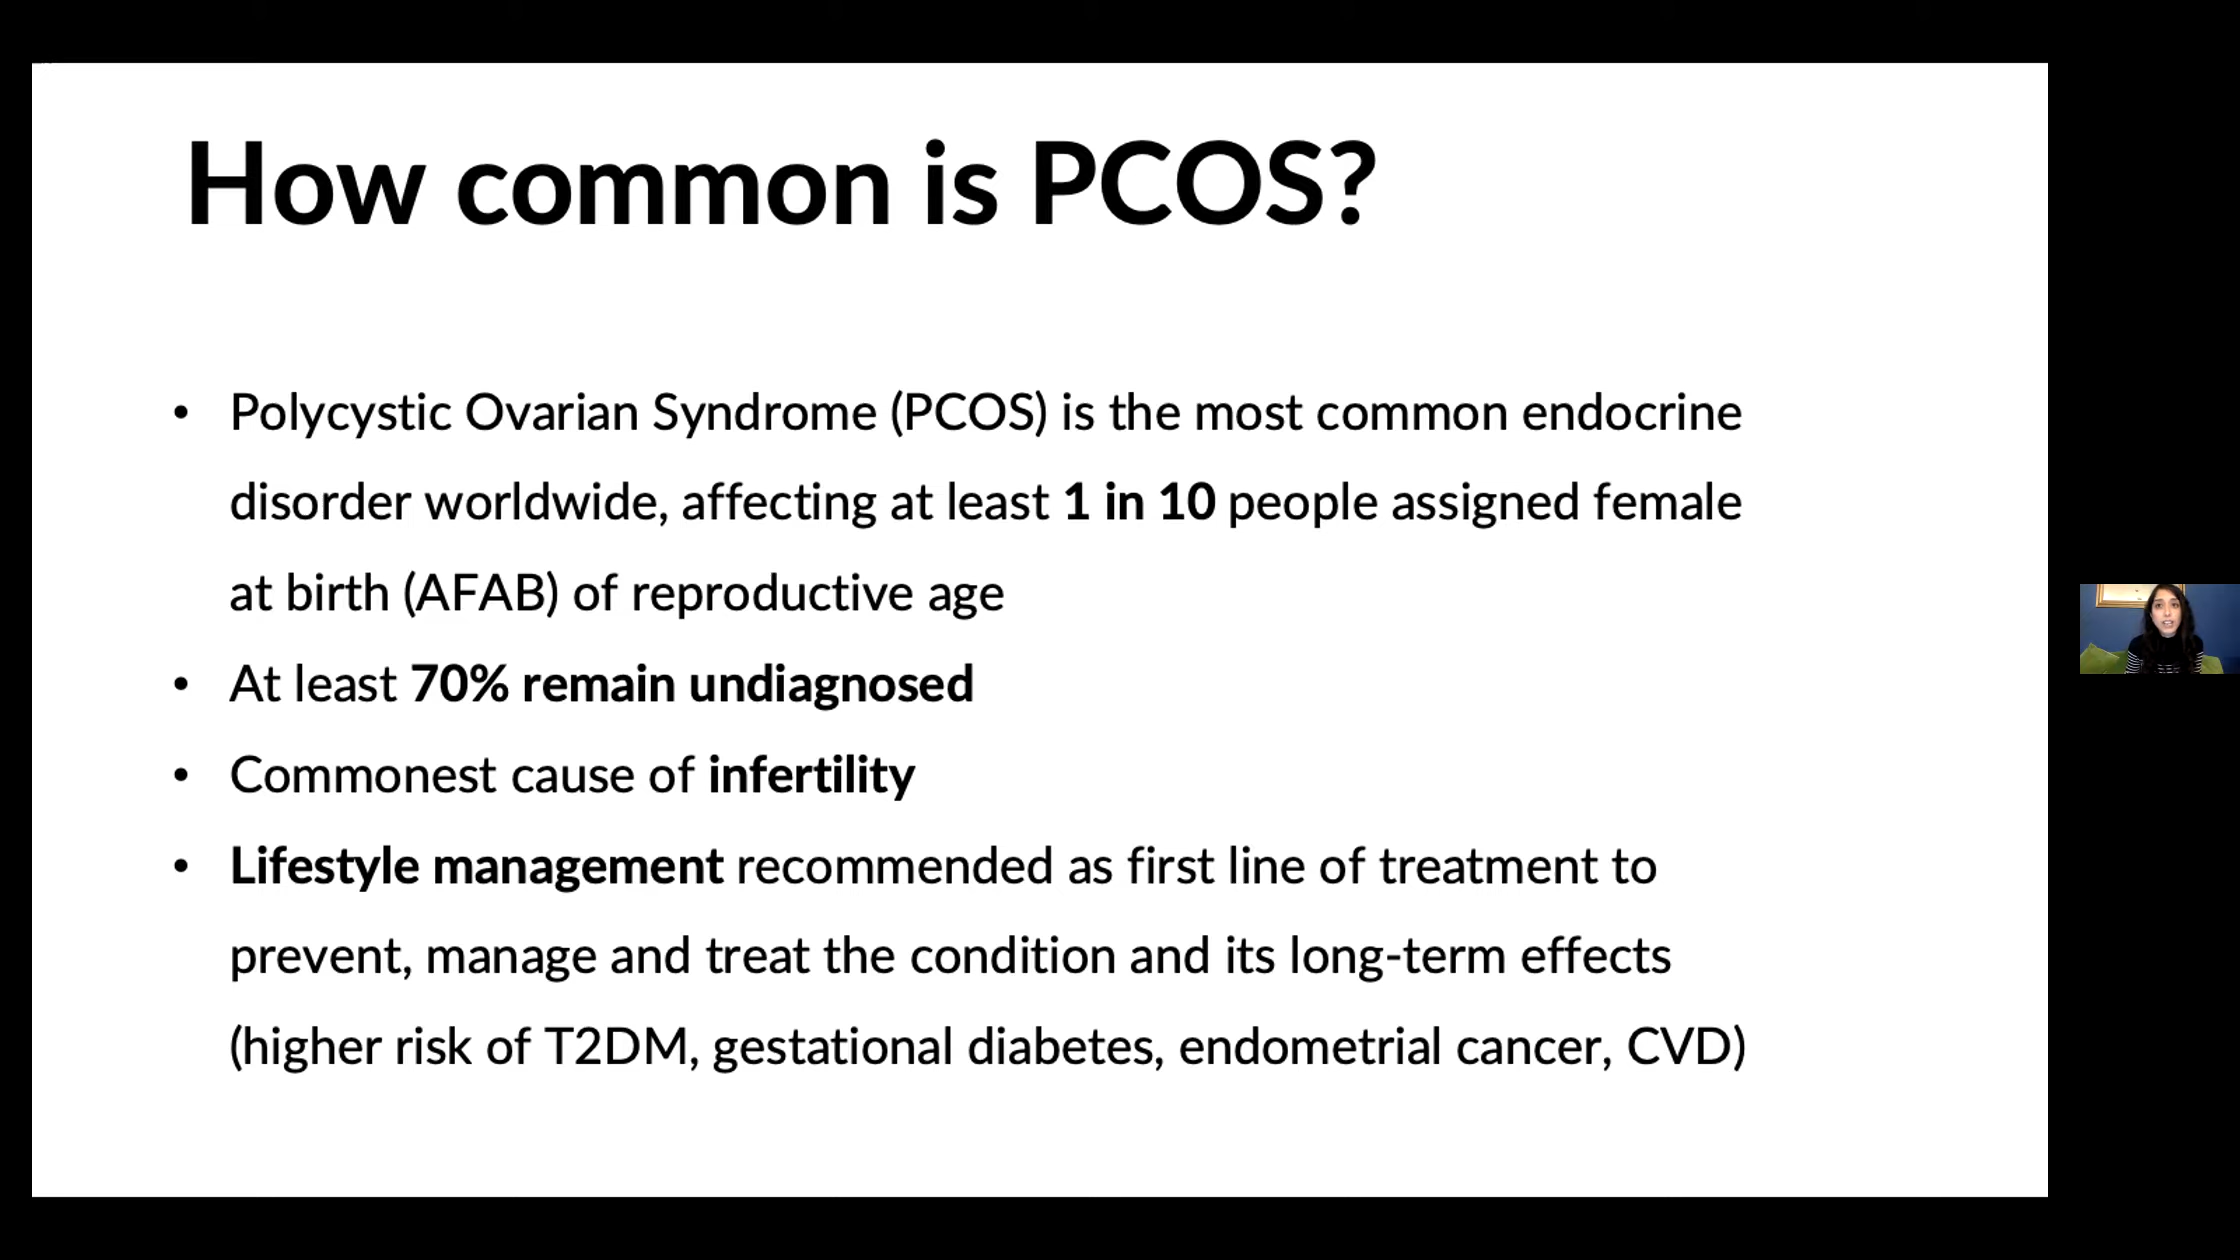 How common is PCOS?
• Polycystic Ovarian Syndrome (PCOS) is the most common endocrine
disorder worldwide, affecting at least 1 in 10 people assigned female
at birth (AFAB) of reproductive age
• At least 70% remain undiagnosed
• Commonest cause of infertility
• Lifestyle management recommended as first line of treatment to
prevent, manage and treat the condition and its long-term effects
(higher risk of T2DM, gestational diabetes, endometrial cancer, CVD)